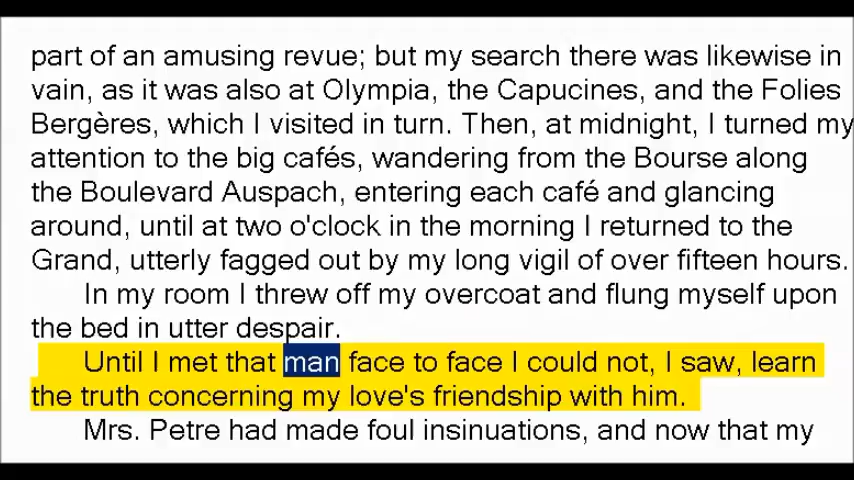 part of an amusing revue; but my search there was likewise in
vain, as it was also at Olympia, the Capucines, and the Folies
Bergères, which I visited in turn. Then, at midnight, I turned my
attention to the big cafés, wandering from the Bourse along
the Boulevard Auspach, entering each café and glancing
around, until at two o'clock in the morning I returned to the
Grand, utterly fagged out by my long vigil of over fifteen hours.
In my room I threw off my overcoat and flung myself upon
the bed in utter despair.
Until I met that man face to face I could not, I saw, learn
the truth concerning my love's friendship with him.
Mrs. Petre had made foul insinuations, and now that my